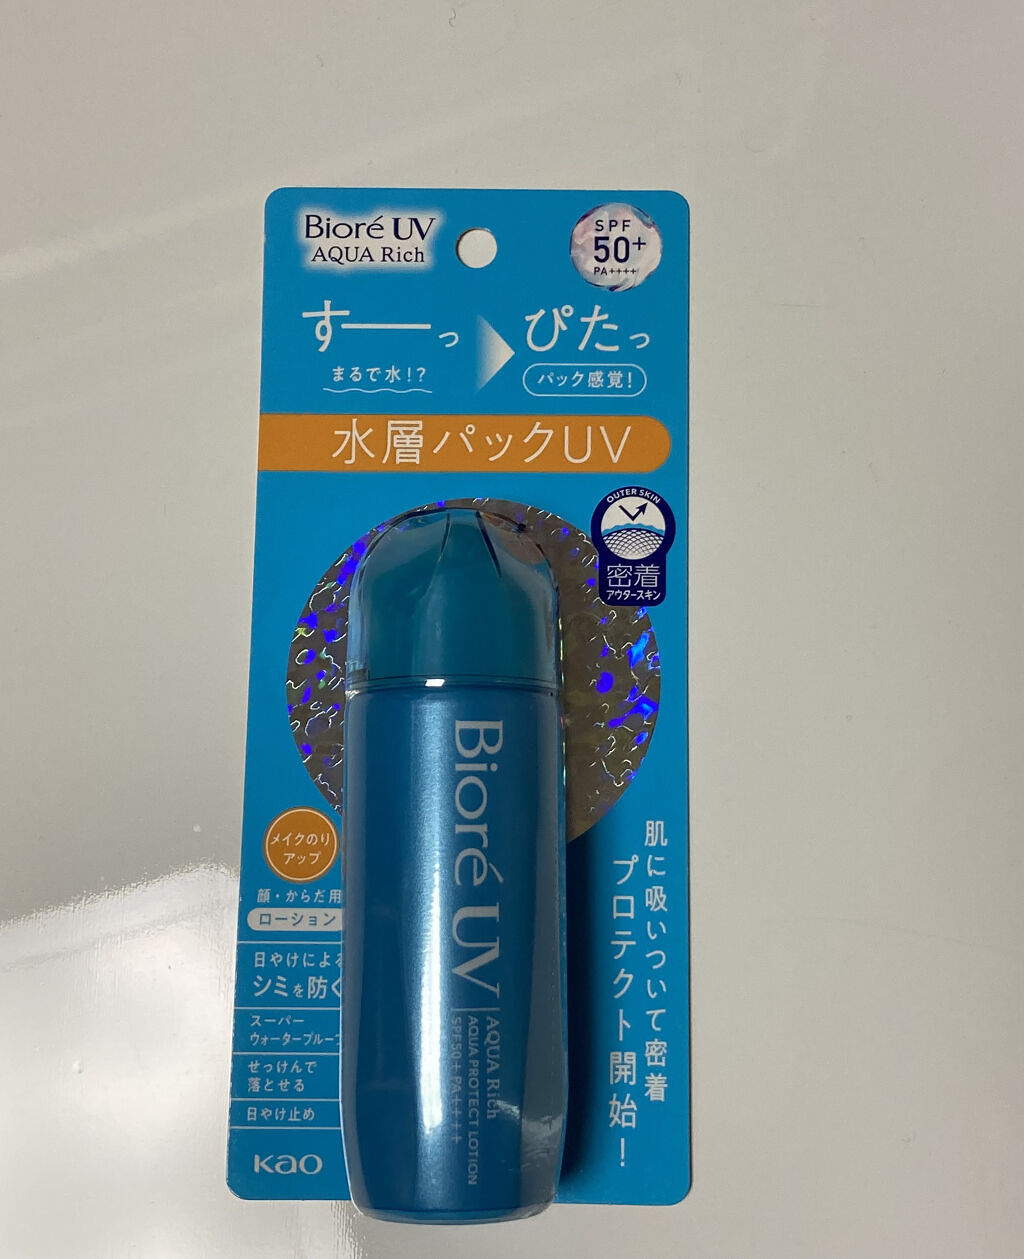 Bioré UV
AQUA Rich
SPF
50+
PA++++
すーっ
まるで水!?
ぴたっ
パック感覚!
水層パックUV
OUTER SKIN
密着
アウタースキン
Bioré UV
AQUA Rich
AQUA PROTECT LOTION
SPF50+ PA++++
肌に吸いついて密着
プロテクト開始!
メイクのり
アップ
顔・からだ用
ローション
日やけによる
シミを防ぐ
スーパー
ウォータープルーフ
せっけんで
落とせる
日やけ止め
Kao